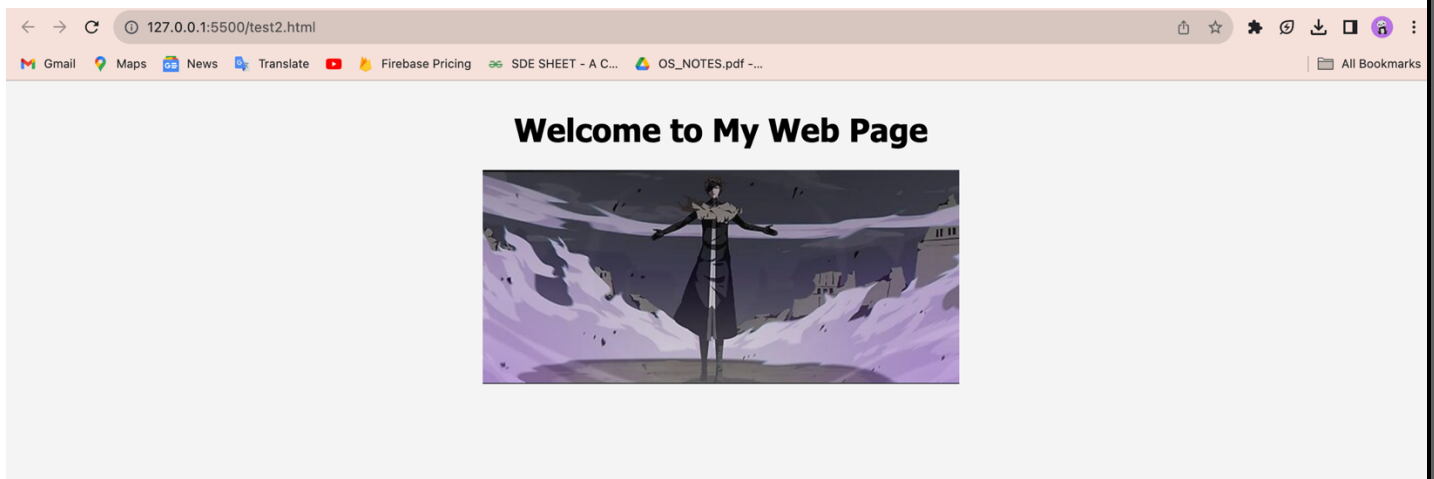 127.0.0.1:5500/test2.html
Gmail Maps News Translate Firebase Pricing SDE SHEET - A C... OS_NOTES.pdf -... All Bookmarks
Welcome to My Web Page